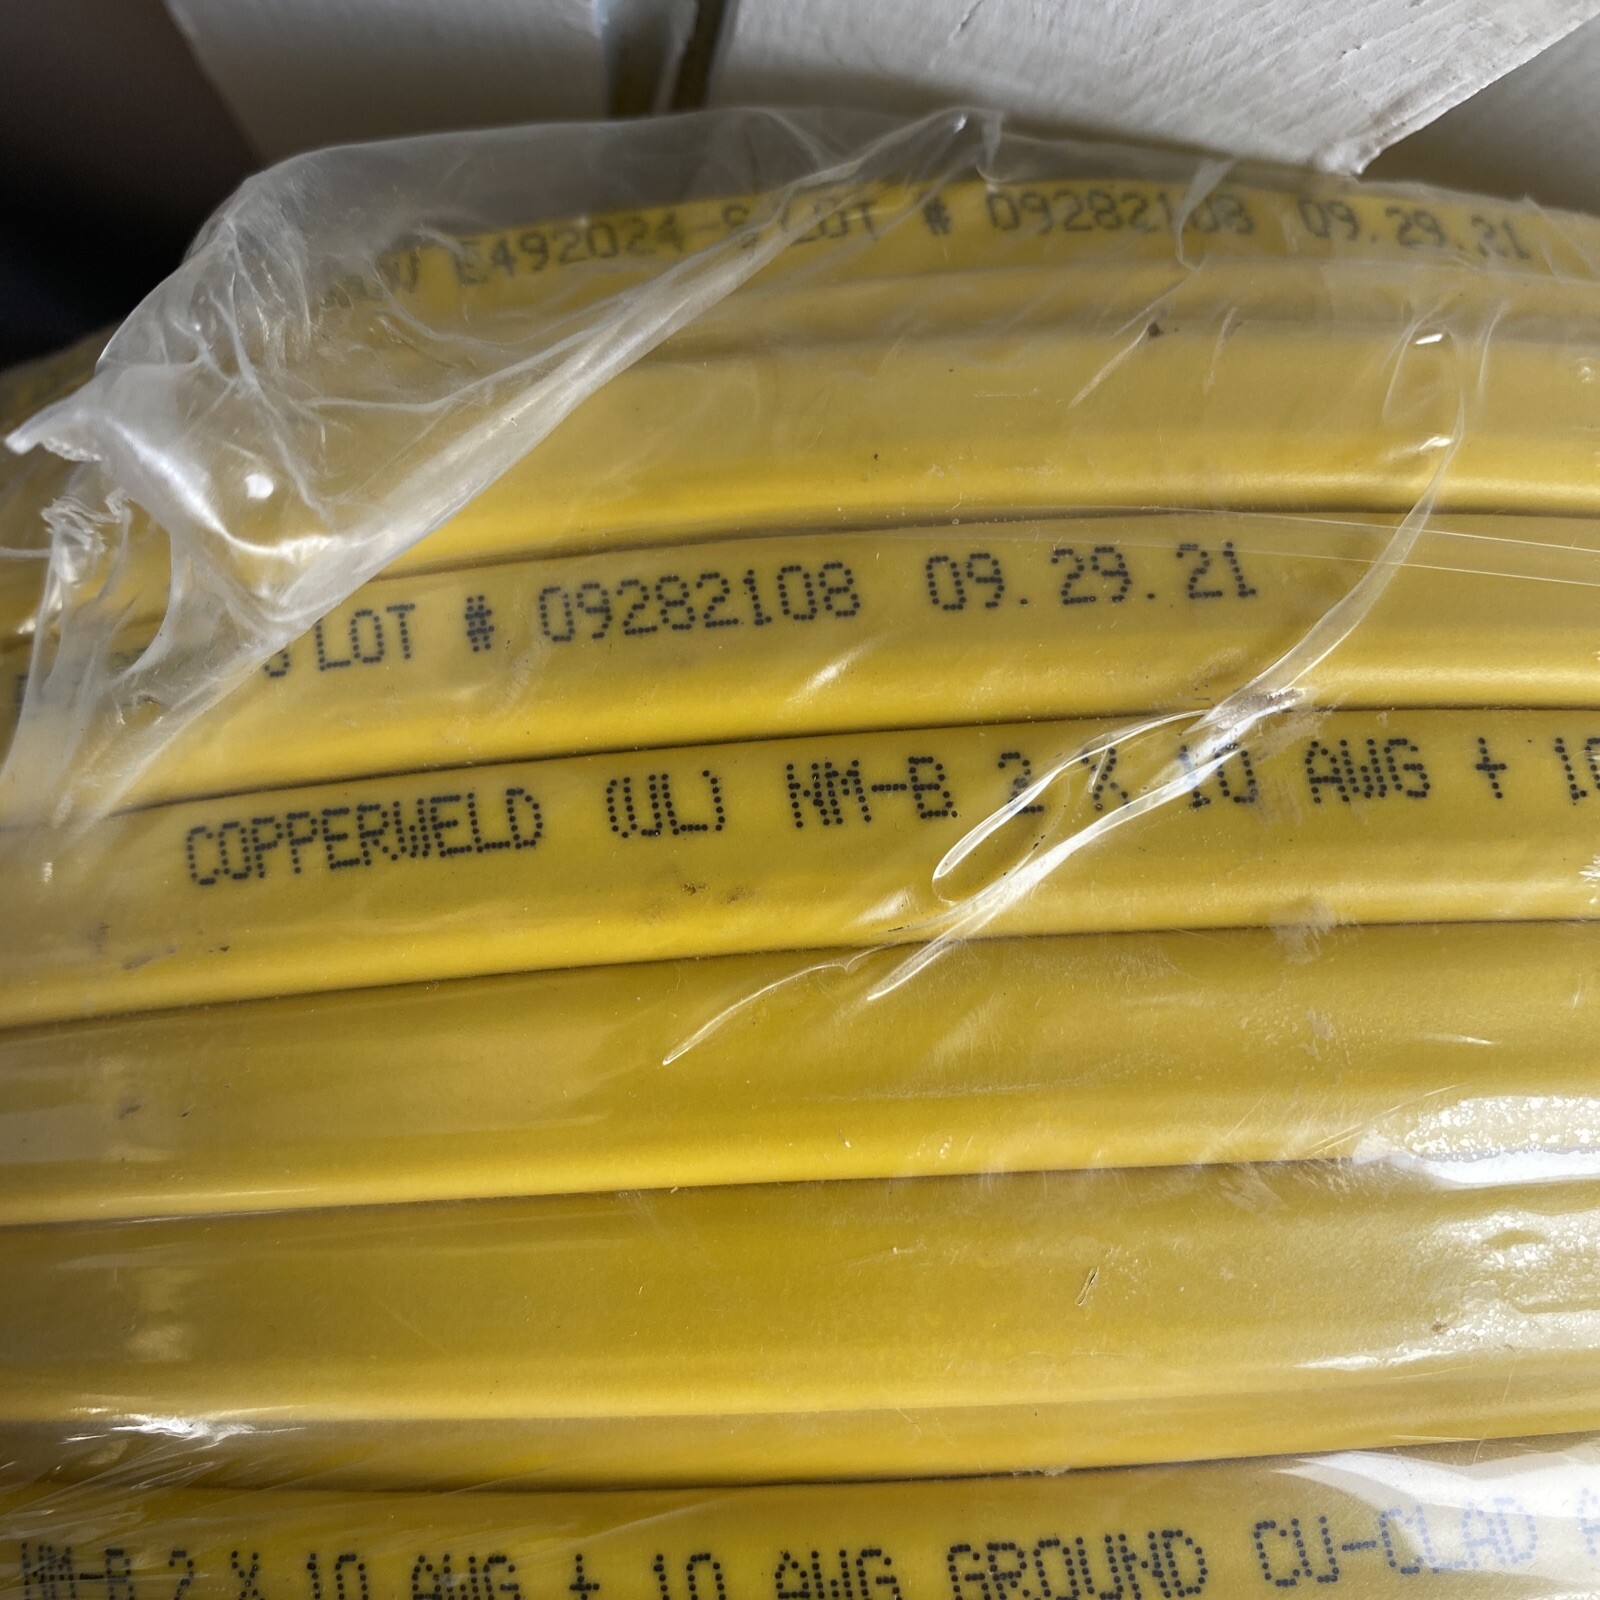 E492024-S LOT # 09282108 09.29.21
LOT # 09282108 09.29.21
COPPERWELD (UL) NM-B 2 X 10 AWG + 10
NM-B 2 X 10 AWG + 10 AWG GROUND CU-CLAD